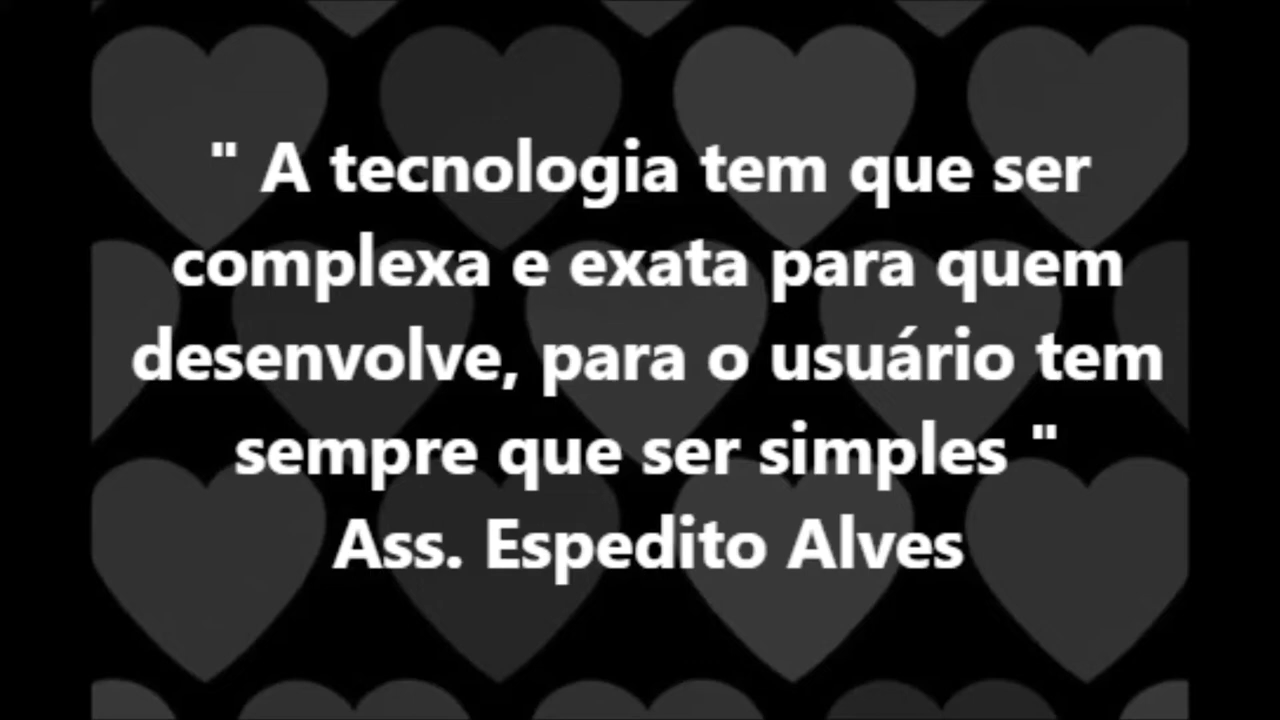 " A tecnologia tem que ser
complexa e exata para quem
desenvolve, para o usuário tem
sempre que ser simples "
Ass. Espedito Alves